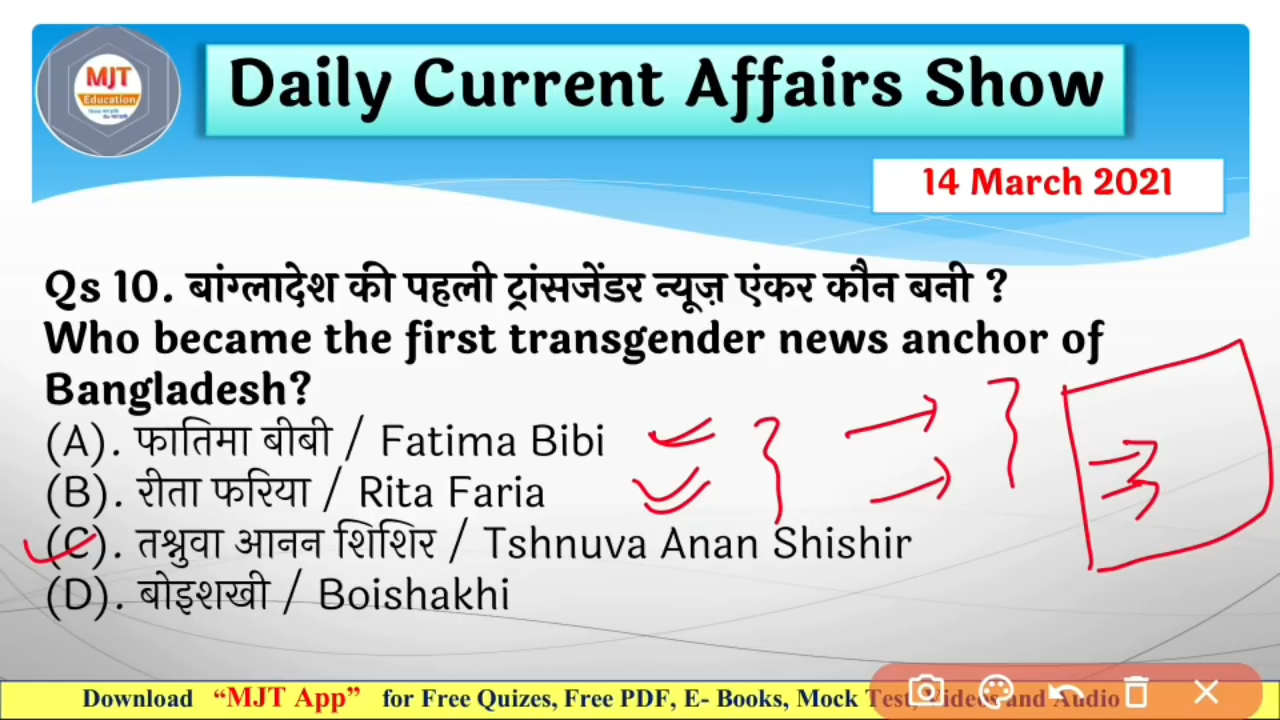 MJT
Education
Daily Current Affairs Show
14 March 2021
Qs 10. बांग्लादेश की पहली ट्रांसजेंडर न्यूज़ एंकर कौन बनी ?
Who became the first transgender news anchor of
Bangladesh?
(A). फातिमा बीबी / Fatima Bibi
(B). रीता फरिया / Rita Faria
(C). तश्नुवा आनन शिशिर / Tshnuva Anan Shishir
(D). बोइशखी / Boishakhi
Download “MJT App” for Free Quizes, Free PDF, E- Books, Mock Test, Videos and Audio